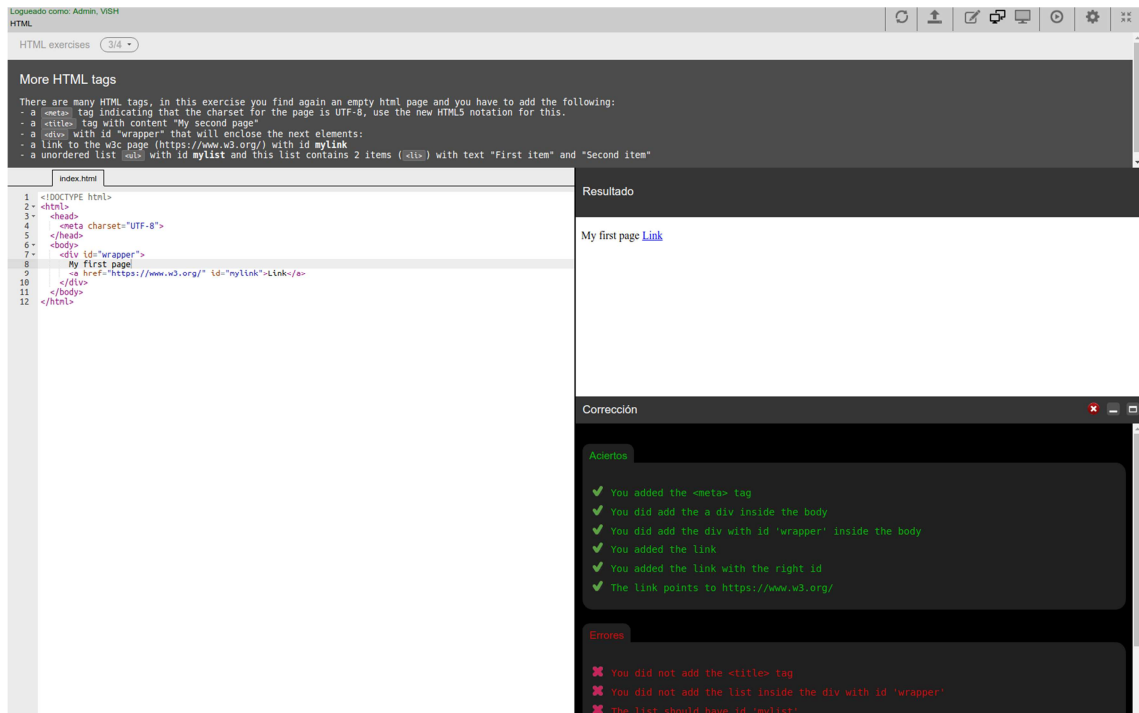 Logueado como: Admin, ViSH
HTML
HTML exercises 3/4
More HTML tags
There are many HTML tags, in this exercise you find again an empty html page and you have to add the following:
- a <meta> tag indicating that the charset for the page is UTF-8, use the new HTML5 notation for this.
- a <title> tag with content "My second page"
- a <div> with id "wrapper" that will enclose the next elements:
- a link to the w3c page (https://www.w3.org/) with id mylink
- a unordered list <ul> with id mylist and this list contains 2 items (<li>) with text "First item" and "Second item"
index.html
1 <!DOCTYPE html>
2 <html>
3 <head>
4 <meta charset="UTF-8">
5 </head>
6 <body>
7 <div id="wrapper">
8 My first page
9 <a href="https://www.w3.org/" id="mylink">Link</a>
10 </div>
11 </body>
12 </html>
Resultado
My first page Link
Corrección
Aciertos
You added the <meta> tag
You did add the a div inside the body
You did add the div with id 'wrapper' inside the body
You added the link
You added the link with the right id
The link points to https://www.w3.org/
Errores
You did not add the <title> tag
You did not add the list inside the div with id 'wrapper'
The list should have id 'mylist'